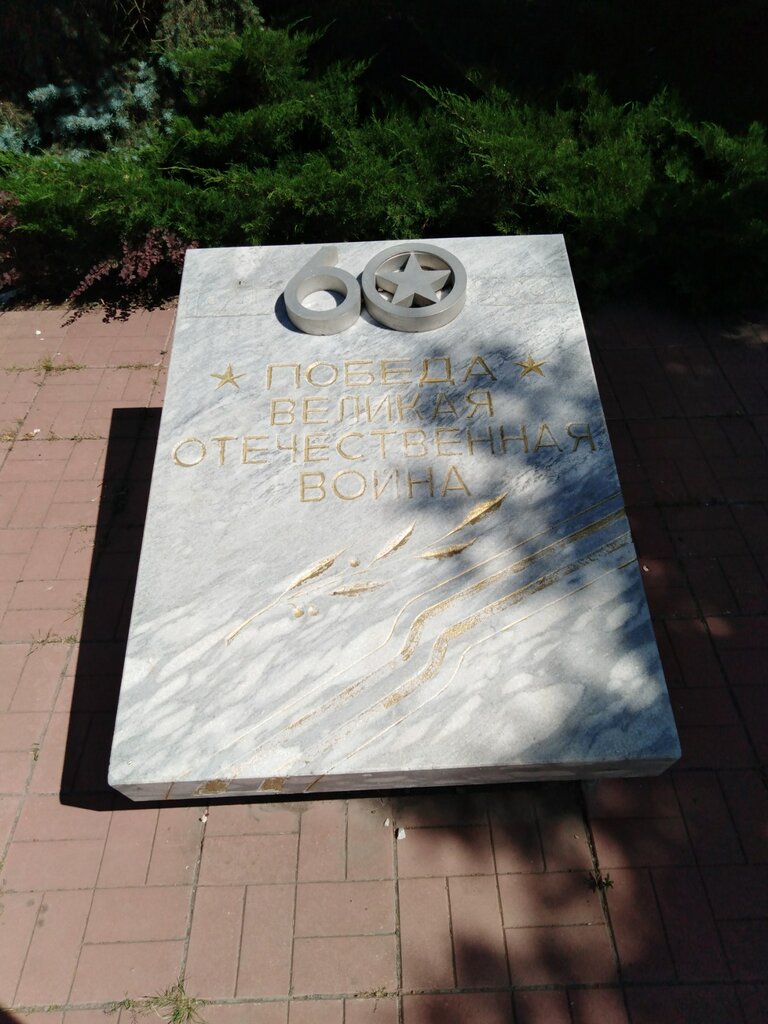 60
ПОБЕДА
ВЕЛИКАЯ
ОТЕЧЕСТВЕННАЯ
ВОЙНА